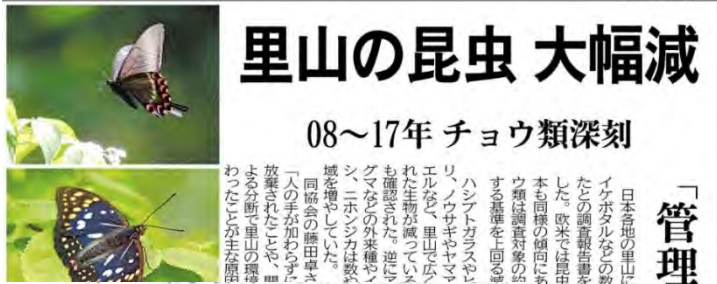 里山の昆虫 大幅減
08〜17年 チョウ類深刻
「管理
日本各地の里山に
イケボタルなどの数
たとの調査報告書を
した。欧米では昆虫
本も同様の傾向にあ
ウ類は調査対象の約
する基準を上回る減
ハシブトガラスやヒ
リ、ノウサギやヤマア
エルなど、里山で広く
れた生物が減っている
も確認された。逆にア
グマなどの外来種やイ
シ、ニホンジカは数や
域を増やしていた。
同協会の藤田卓さ
「人の手が加わらずに
放棄されたことや、開
よる分断で里山の環境
わったことが主な原因